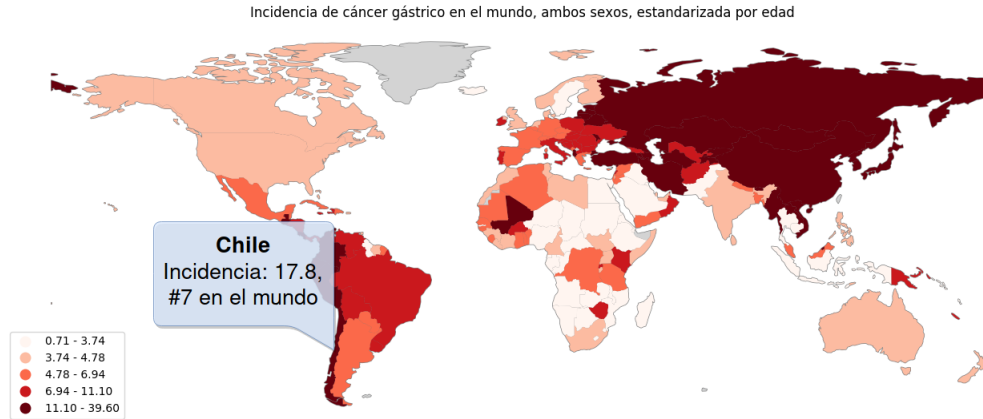 Incidencia de cáncer gástrico en el mundo, ambos sexos, estandarizada por edad
Chile
Incidencia: 17.8,
#7 en el mundo
0.71 - 3.74
3.74 - 4.78
4.78 - 6.94
6.94 - 11.10
11.10 - 39.60